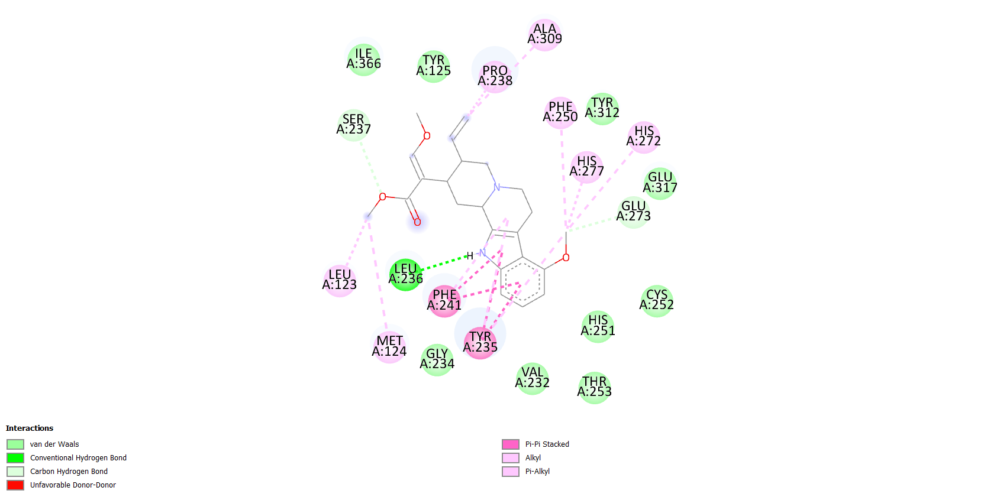 ALA
A:309
ILE
A:366
TYR
A:125
PRO
A:238
PHE
A:250
TYR
A:312
SER
A:237
HIS
A:272
O
HIS
A:277
GLU
A:317
N
O
GLU
A:273
O
H
N
O
LEU
A:236
LEU
A:123
PHE
A:241
CYS
A:252
HIS
A:251
TYR
A:235
MET
A:124
GLY
A:234
VAL
A:232
THR
A:253
Interactions
van der Waals
Conventional Hydrogen Bond
Carbon Hydrogen Bond
Unfavorable Donor-Donor
Pi-Pi Stacked
Alkyl
Pi-Alkyl